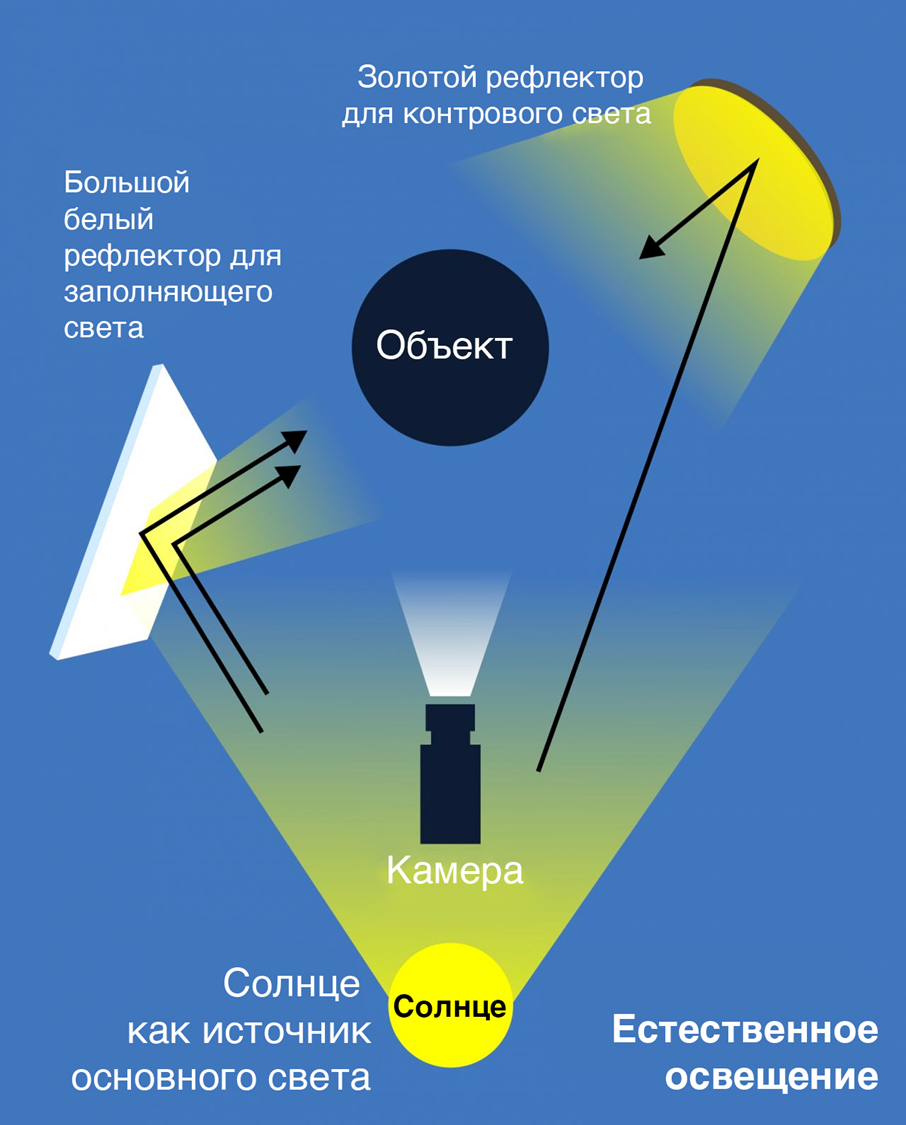 Золотой рефлектор
для контрового света
Большой
белый
рефлектор для
заполняющего
света
Объект
Камера
Солнце
как источник
основного света
Солнце
Естественное
освещение